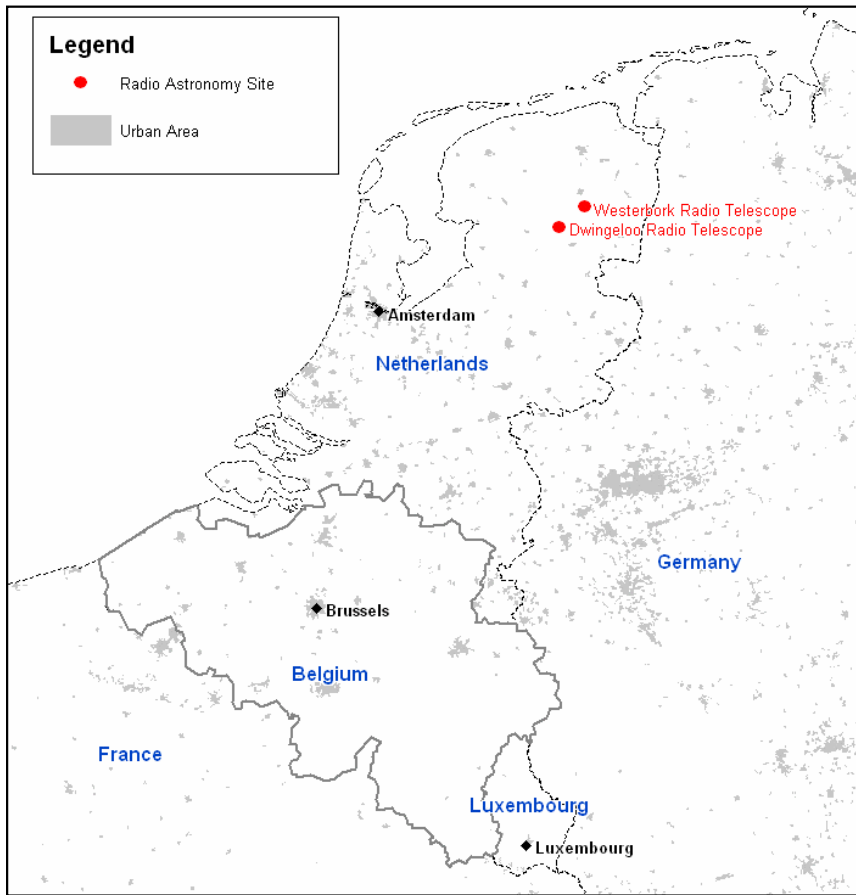 Legend
Radio Astronomy Site
Urban Area
Westerbork Radio Telescope
Dwingeloo Radio Telescope
Amsterdam
Netherlands
Germany
Brussels
Belgium
France
Luxembourg
Luxembourg